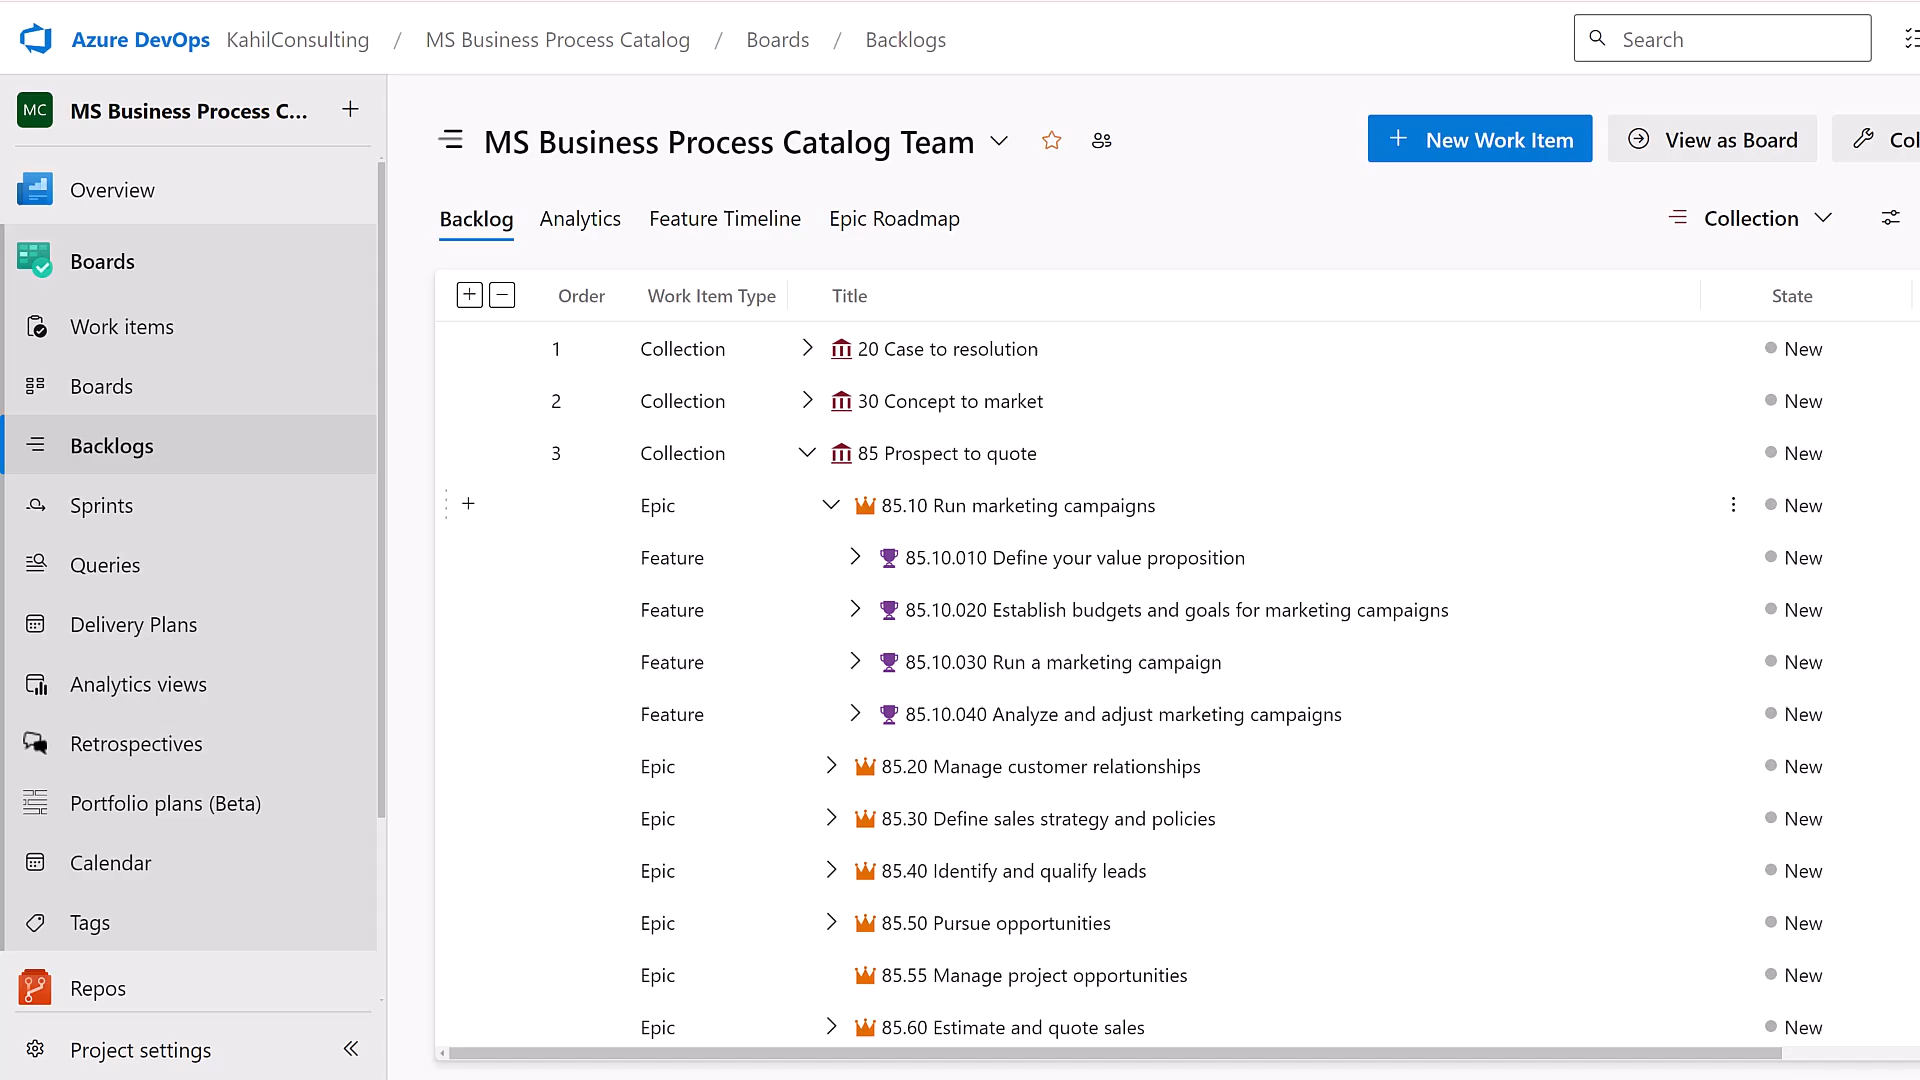 Azure DevOps KahilConsulting / MS Business Process Catalog / Boards / Backlogs
Search
MC MS Business Process C... +
Overview
Boards
Work items
Boards
Backlogs
Sprints
Queries
Delivery Plans
Analytics views
Retrospectives
Portfolio plans (Beta)
Calendar
Tags
Repos
Project settings
MS Business Process Catalog Team
+ New Work Item
View as Board
Col
Backlog Analytics Feature Timeline Epic Roadmap
Collection
Order Work Item Type Title State
1 Collection 20 Case to resolution New
2 Collection 30 Concept to market New
3 Collection 85 Prospect to quote New
+ Epic 85.10 Run marketing campaigns New
Feature 85.10.010 Define your value proposition New
Feature 85.10.020 Establish budgets and goals for marketing campaigns New
Feature 85.10.030 Run a marketing campaign New
Feature 85.10.040 Analyze and adjust marketing campaigns New
Epic 85.20 Manage customer relationships New
Epic 85.30 Define sales strategy and policies New
Epic 85.40 Identify and qualify leads New
Epic 85.50 Pursue opportunities New
Epic 85.55 Manage project opportunities New
Epic 85.60 Estimate and quote sales New